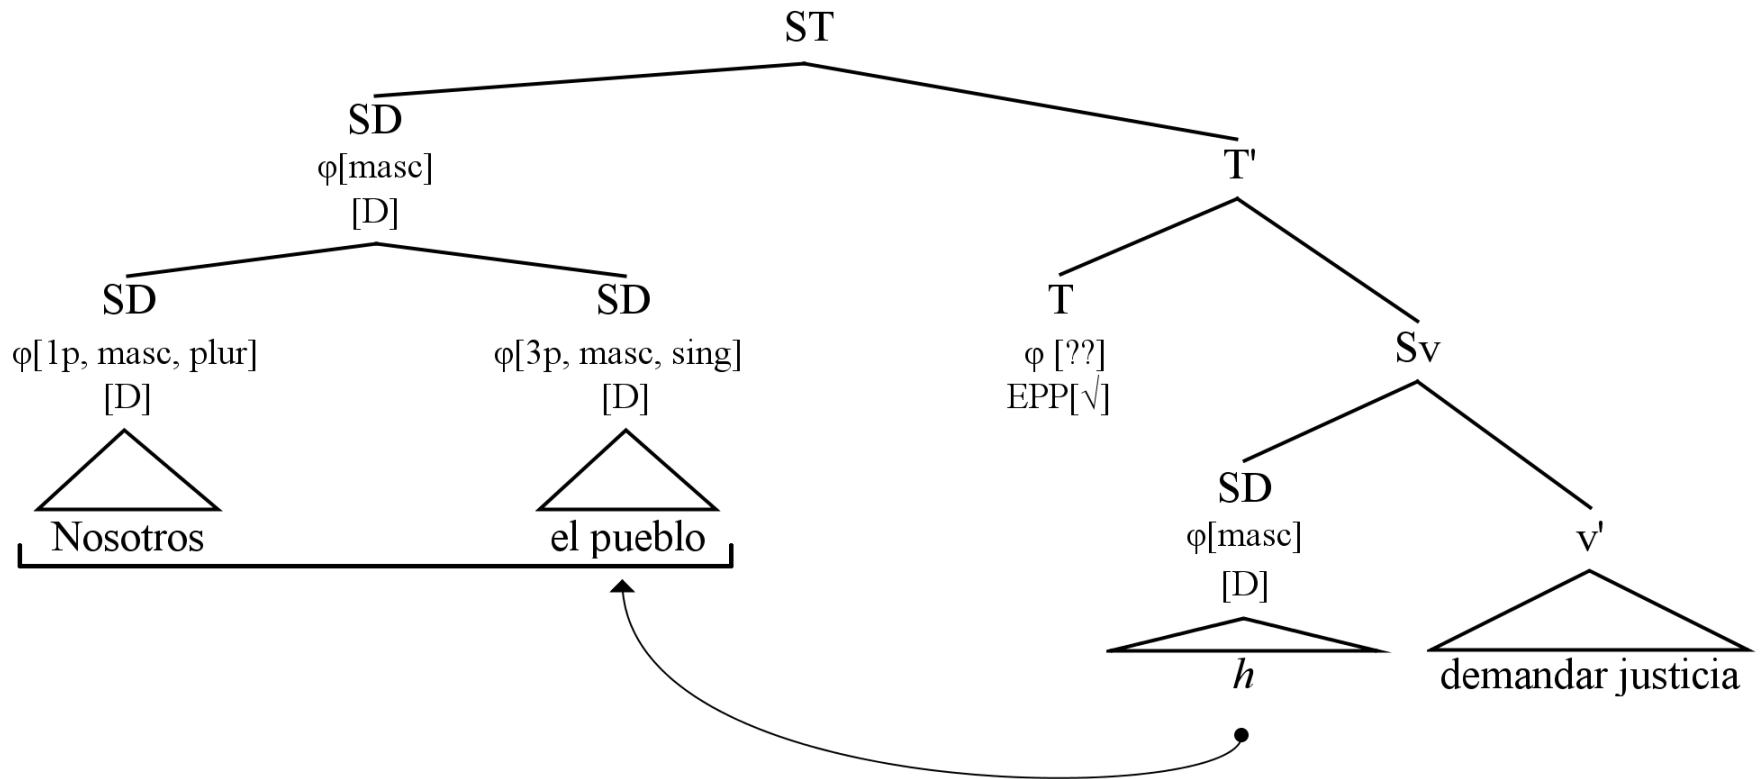 ST
SD
φ[masc]
[D]
T'
SD
φ[1p, masc, plur]
[D]
SD
φ[3p, masc, sing]
[D]
T
φ [??]
EPP[√]
Sv
Nosotros
el pueblo
SD
φ[masc]
[D]
v'
h
demandar justicia